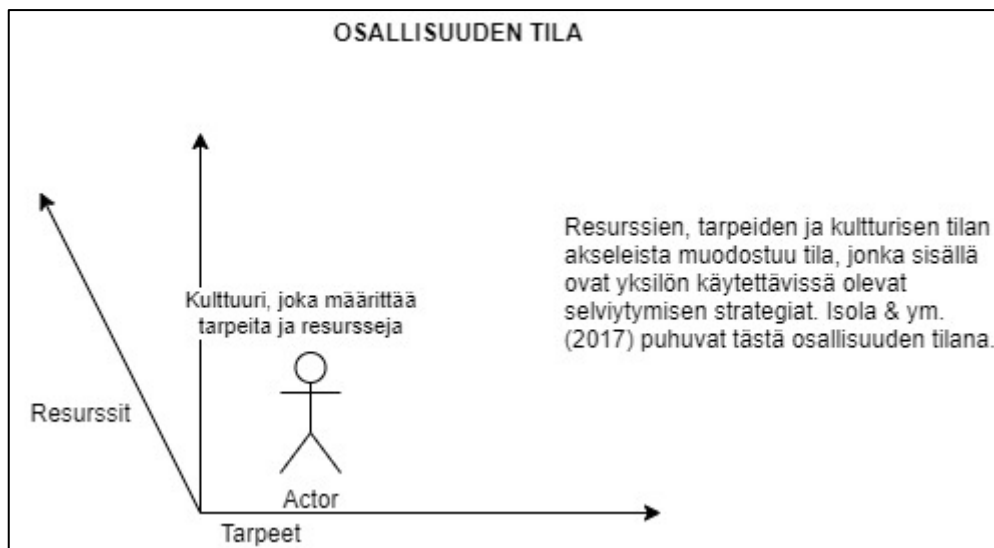 OSALLISUUDEN TILA
Resurssien, tarpeiden ja kultturisen tilan
akseleista muodostuu tila, jonka sisällä
ovat yksilön käytettävissä olevat
selviytymisen strategiat. Isola & ym.
(2017) puhuvat tästä osallisuuden tilana.
Kulttuuri, joka määrittää
tarpeita ja resursseja
Resurssit
Actor
Tarpeet